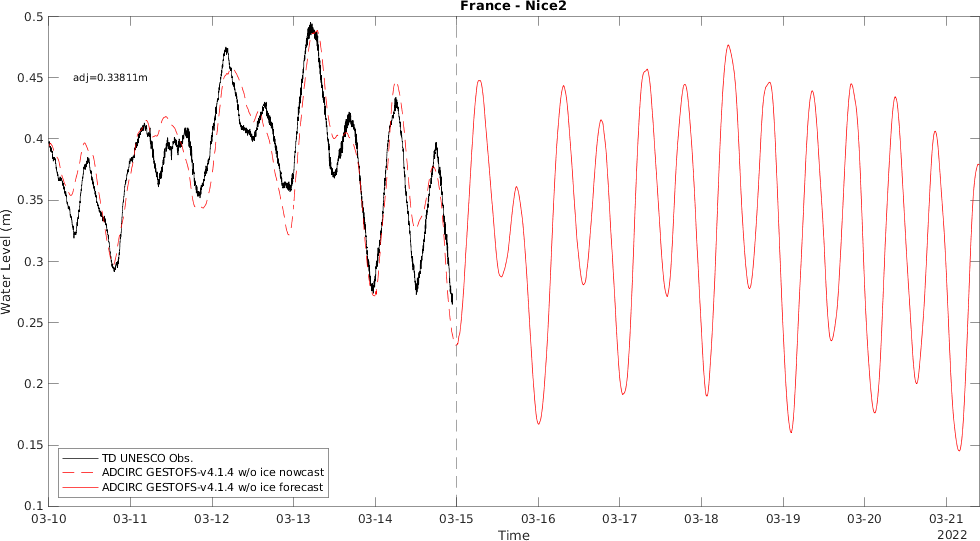 France - Nice2
0.5
0.45
0.4
0.35
0.3
0.25
0.2
0.15
0.1
Water Level (m)
adj=0.33811m
TD UNESCO Obs.
ADCIRC GESTOFS-v4.1.4 w/o ice nowcast
ADCIRC GESTOFS-v4.1.4 w/o ice forecast
03-10 03-11 03-12 03-13 03-14 03-15 03-16 03-17 03-18 03-19 03-20 03-21
Time
2022